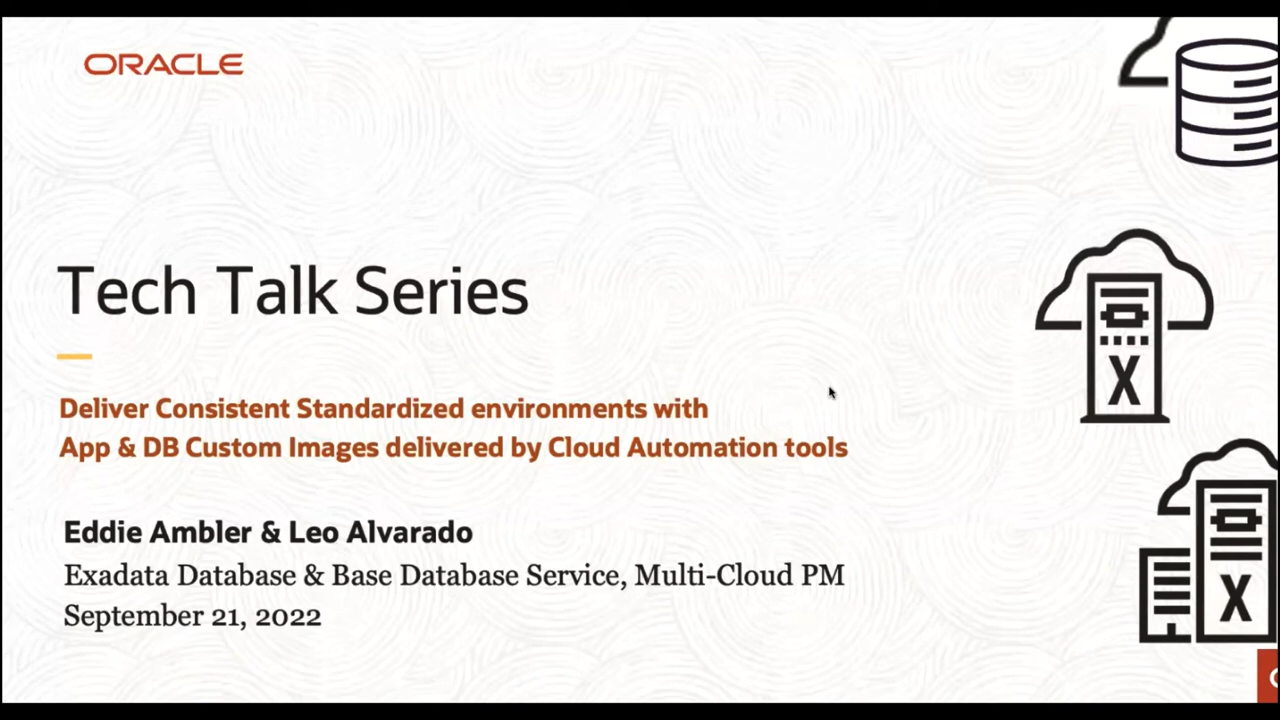 ORACLE
Tech Talk Series
Deliver Consistent Standardized environments with
App & DB Custom Images delivered by Cloud Automation tools
Eddie Ambler & Leo Alvarado
Exadata Database & Base Database Service, Multi-Cloud PM
September 21, 2022
X
X